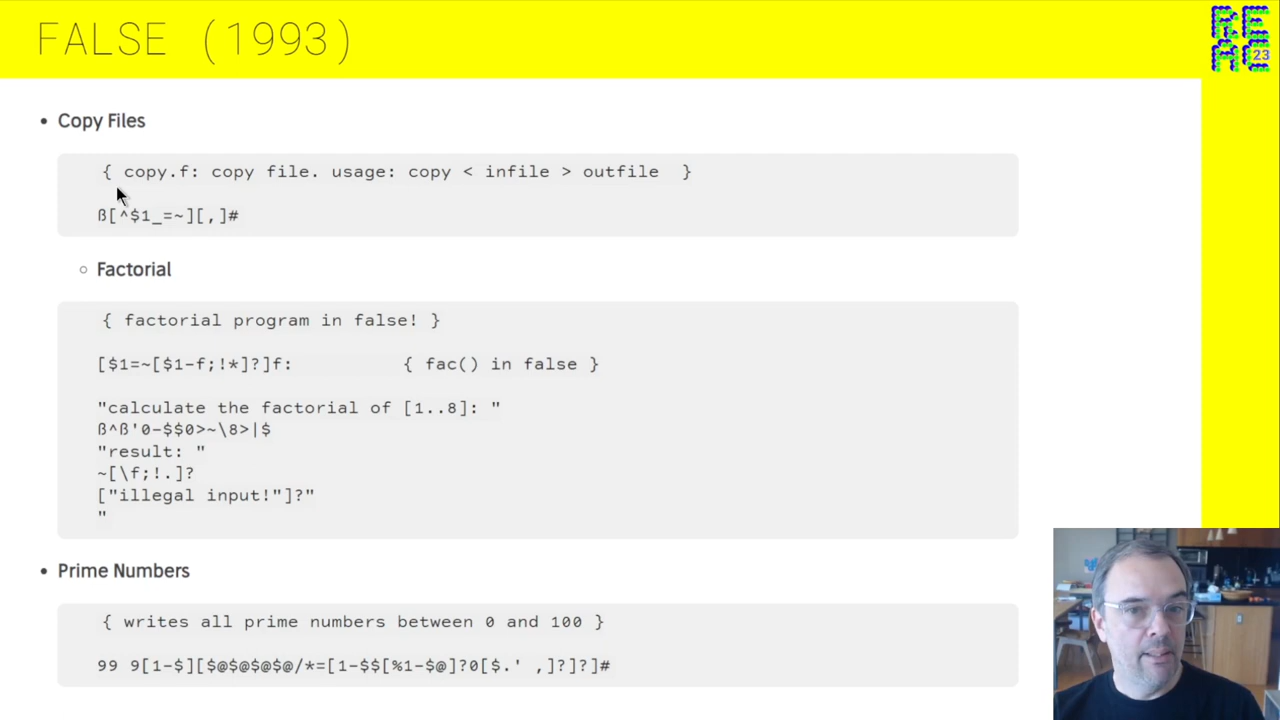 FALSE (1993)
REAC
23
• Copy Files
{ copy.f: copy file. usage: copy < infile > outfile  }
ß[^$1_=~][,]#
○ Factorial
{ factorial program in false! }
[$1=~[$1-f;!*]?]f:          { fac() in false }
"calculate the factorial of [1..8]: "
ß^ß'0-$$0>~\8>|$
"result: "
~[\f;!.]?
["illegal input!"]?"
"
• Prime Numbers
{ writes all prime numbers between 0 and 100 }
99 9[1-$][$@$@$@$@/*=[1-$$[%1-$@]?0[$.' ,]?]?]#